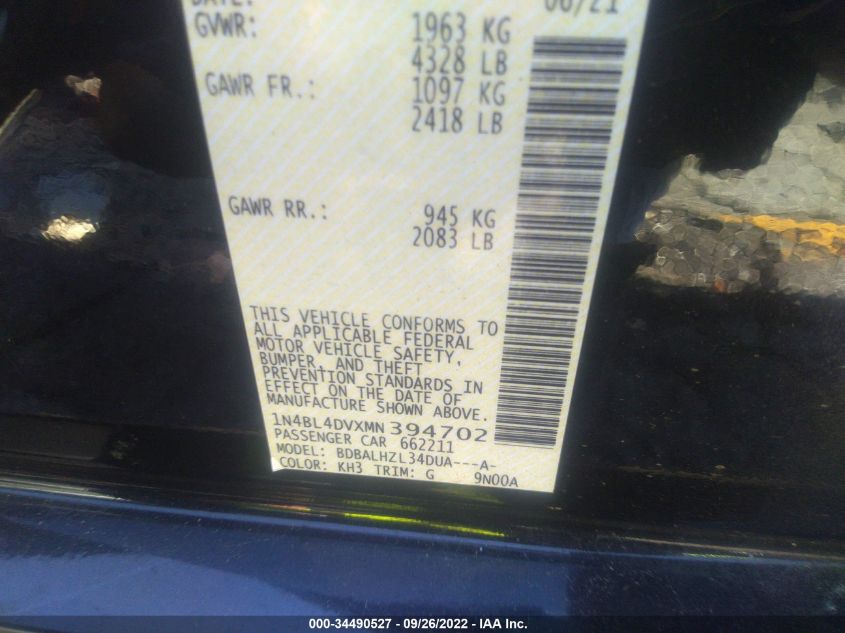 DATE: 06/21
GVWR: 1963 KG
4328 LB
GAWR FR.: 1097 KG
2418 LB
GAWR RR.: 945 KG
2083 LB
THIS VEHICLE CONFORMS TO
ALL APPLICABLE FEDERAL
MOTOR VEHICLE SAFETY,
BUMPER, AND THEFT
PREVENTION STANDARDS IN
EFFECT ON THE DATE OF
MANUFACTURE SHOWN ABOVE.
1N4BL4DVXMN394702
PASSENGER CAR 662211
MODEL: BDBALHZL34DUA---A-
COLOR: KH3 TRIM: G 9N00A
000-34490527 - 09/26/2022 - IAA Inc.